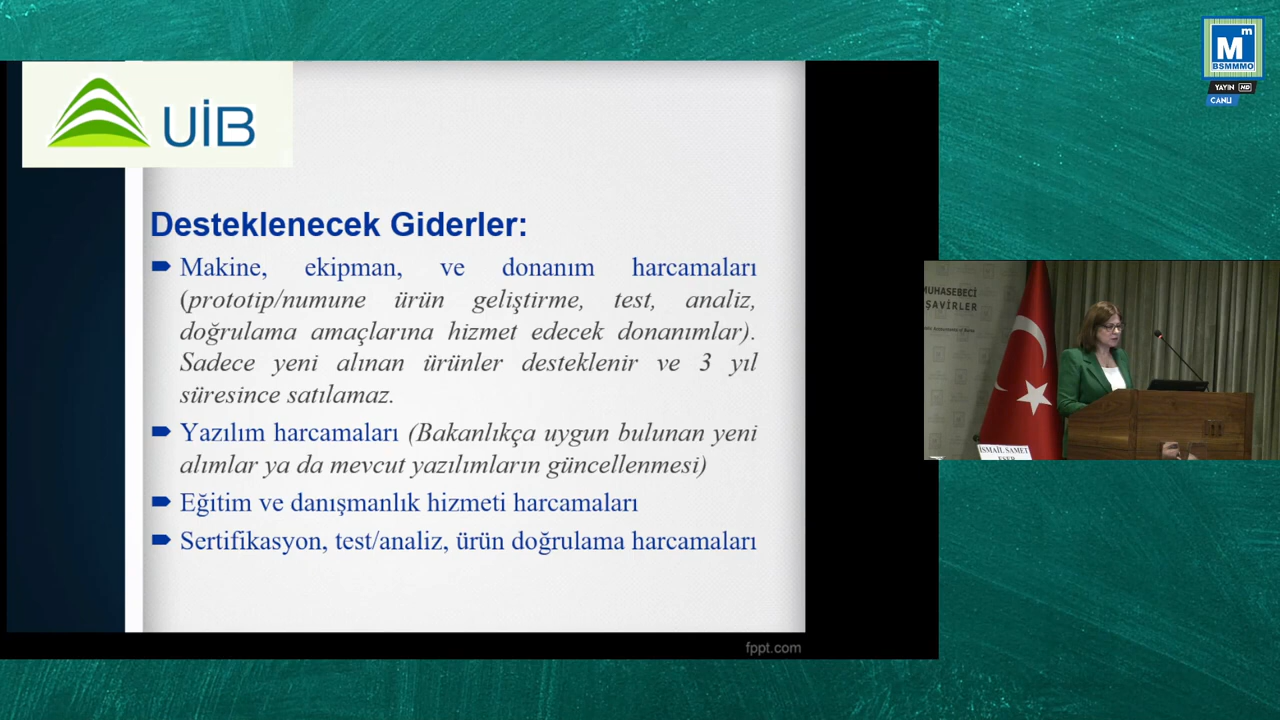 UİB
Desteklenecek Giderler:
Makine, ekipman, ve donanım harcamaları
(prototip/numune ürün geliştirme, test, analiz,
doğrulama amaçlarına hizmet edecek donanımlar).
Sadece yeni alınan ürünler desteklenir ve 3 yıl
süresince satılamaz.
Yazılım harcamaları (Bakanlıkça uygun bulunan yeni
alımlar ya da mevcut yazılımların güncellenmesi)
Eğitim ve danışmanlık hizmeti harcamaları
Sertifikasyon, test/analiz, ürün doğrulama harcamaları
fppt.com
Mm
BSMMMO
YAYIN HD
CANLI
MUHASEBECİ
İSMAİL SAMET